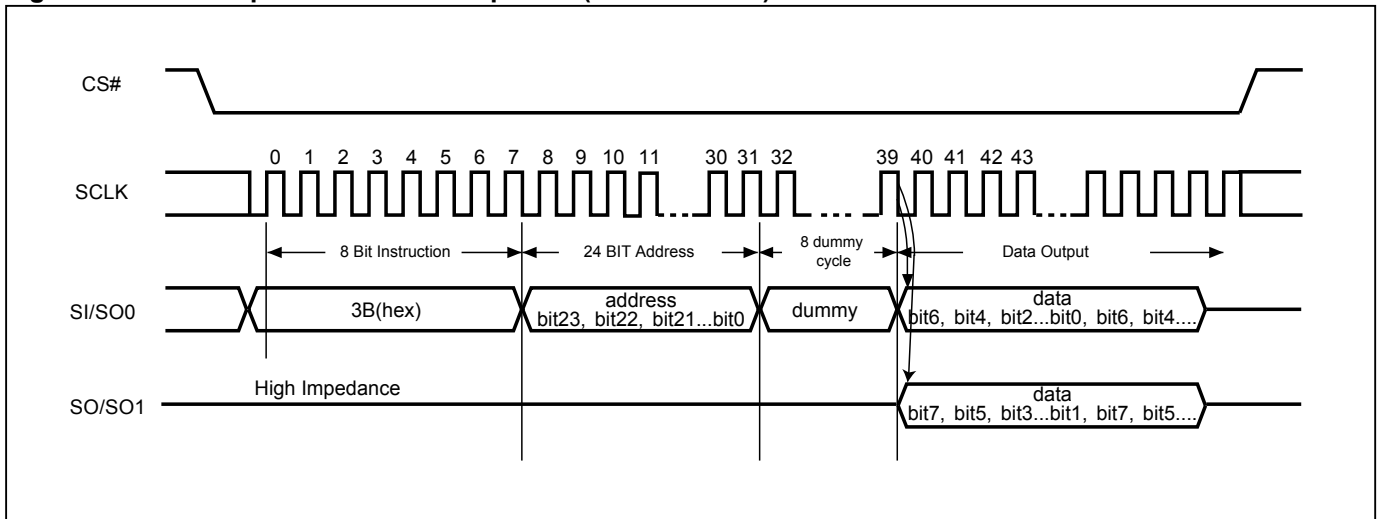 CS#
0 1 2 3 4 5 6 7 8 9 10 11 30 31 32 39 40 41 42 43
SCLK
8 Bit Instruction 24 BIT Address 8 dummy cycle Data Output
SI/SO0
3B(hex)
address
bit23, bit22, bit21...bit0
dummy
data
bit6, bit4, bit2...bit0, bit6, bit4....
High Impedance
SO/SO1
data
bit7, bit5, bit3...bit1, bit7, bit5....